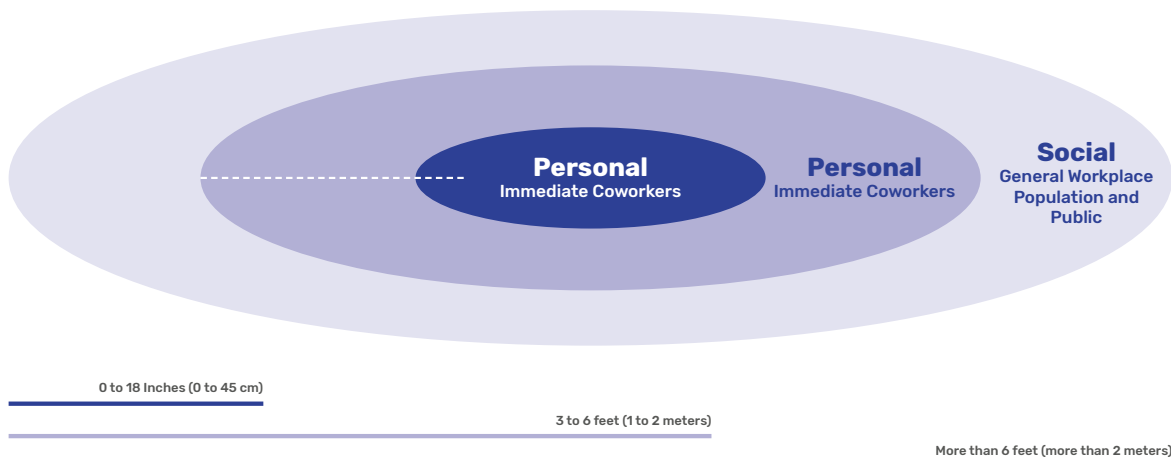 Personal
Immediate Coworkers
Personal
Immediate Coworkers
Social
General Workplace
Population and
Public
0 to 18 Inches (0 to 45 cm)
3 to 6 feet (1 to 2 meters)
More than 6 feet (more than 2 meters)